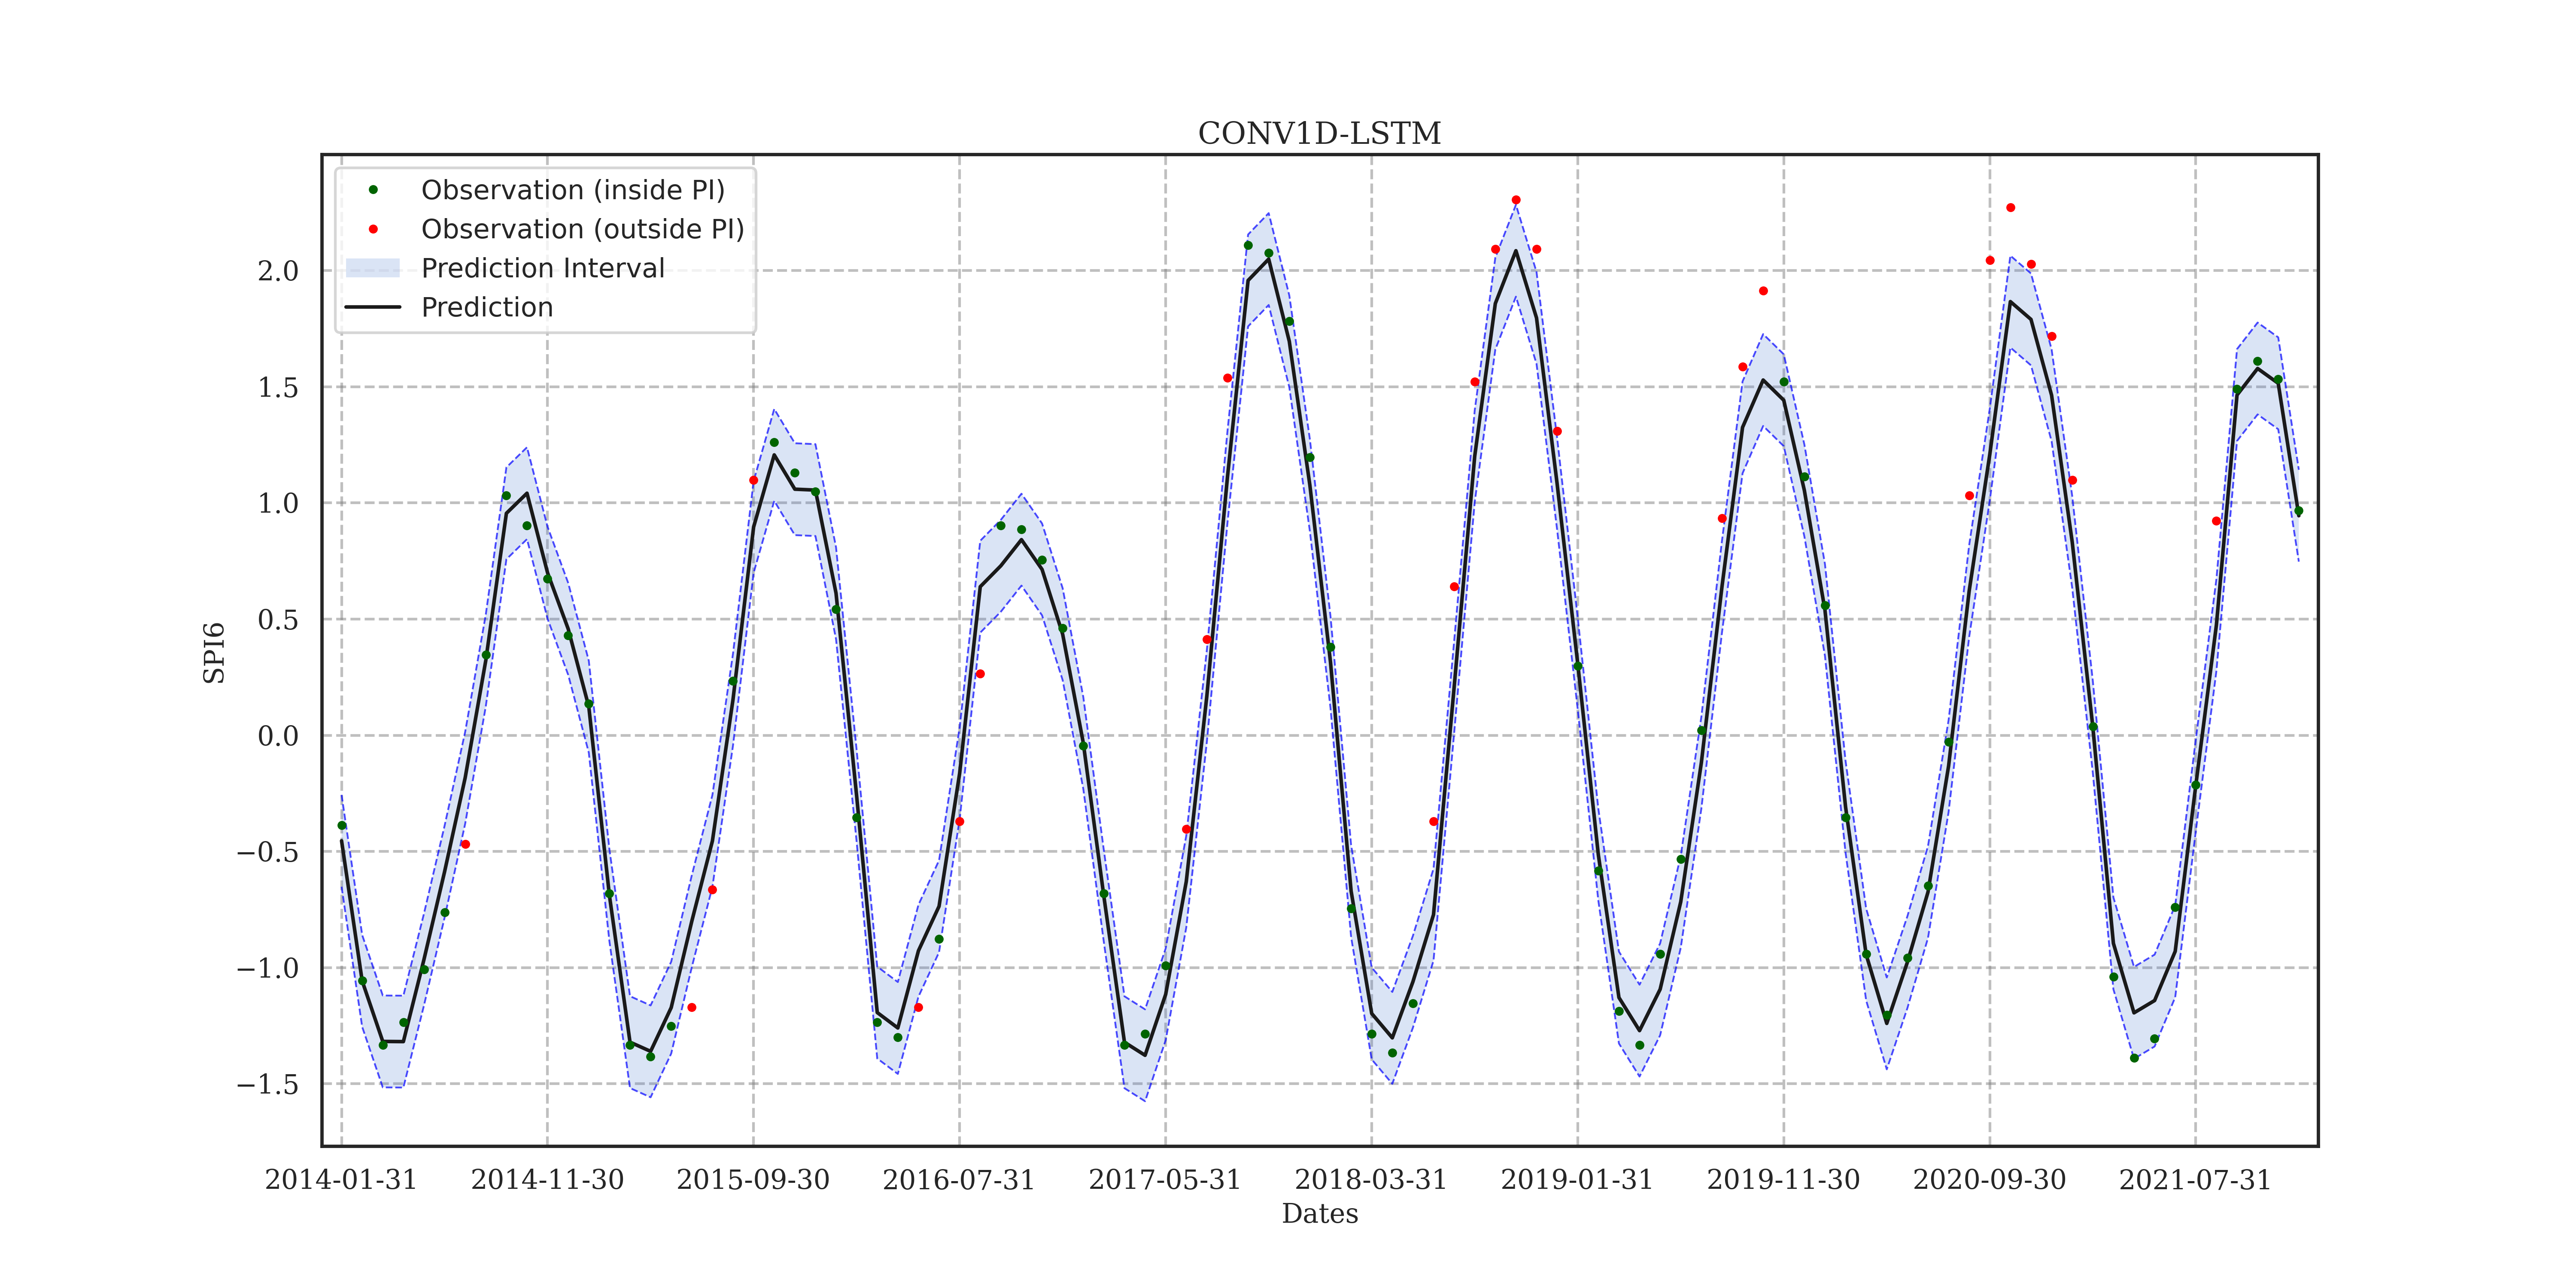 CONV1D-LSTM
Observation (inside PI)
Observation (outside PI)
Prediction Interval
Prediction
2.0
1.5
1.0
0.5
0.0
−0.5
−1.0
−1.5
SPI6
2014-01-31 2014-11-30 2015-09-30 2016-07-31 2017-05-31 2018-03-31 2019-01-31 2019-11-30 2020-09-30 2021-07-31
Dates